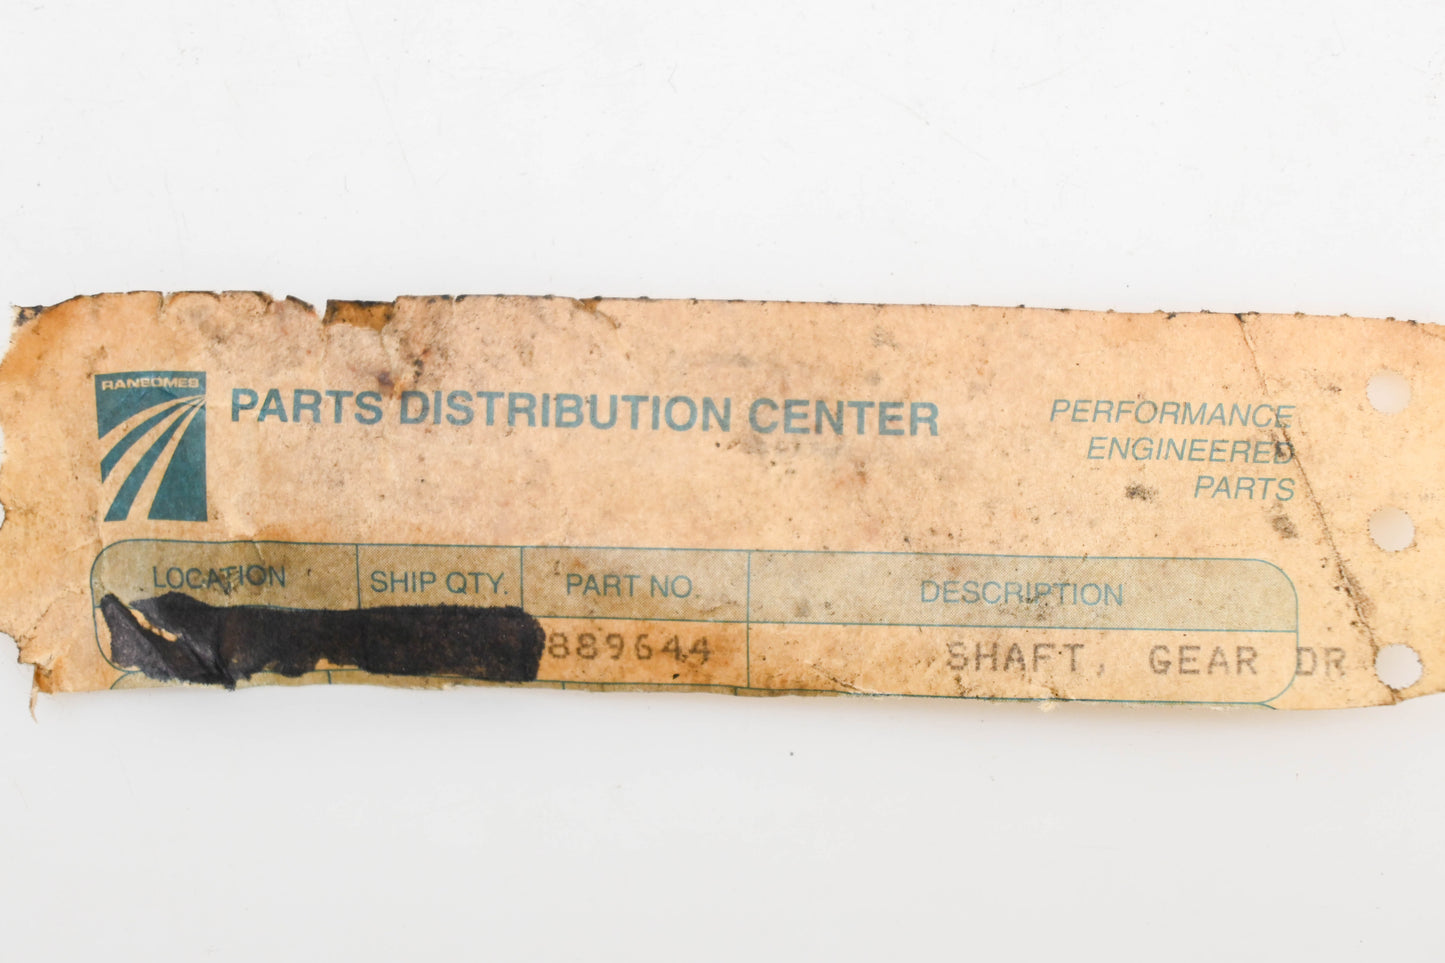 RANSOMES
PARTS DISTRIBUTION CENTER
PERFORMANCE
ENGINEERED
PARTS
LOCATION SHIP QTY. PART NO. DESCRIPTION
889644 SHAFT, GEAR DR